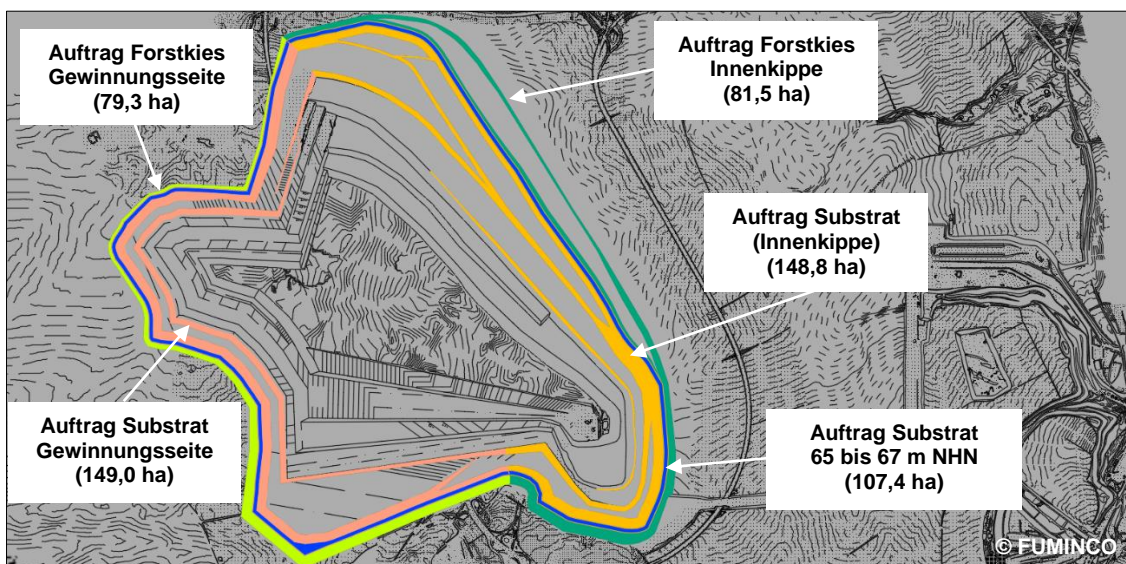 Auftrag Forstkies
Gewinnungsseite
(79,3 ha)
Auftrag Forstkies
Innenkippe
(81,5 ha)
Auftrag Substrat
(Innenkippe)
(148,8 ha)
Auftrag Substrat
Gewinnungsseite
(149,0 ha)
Auftrag Substrat
65 bis 67 m NHN
(107,4 ha)
© FUMINCO